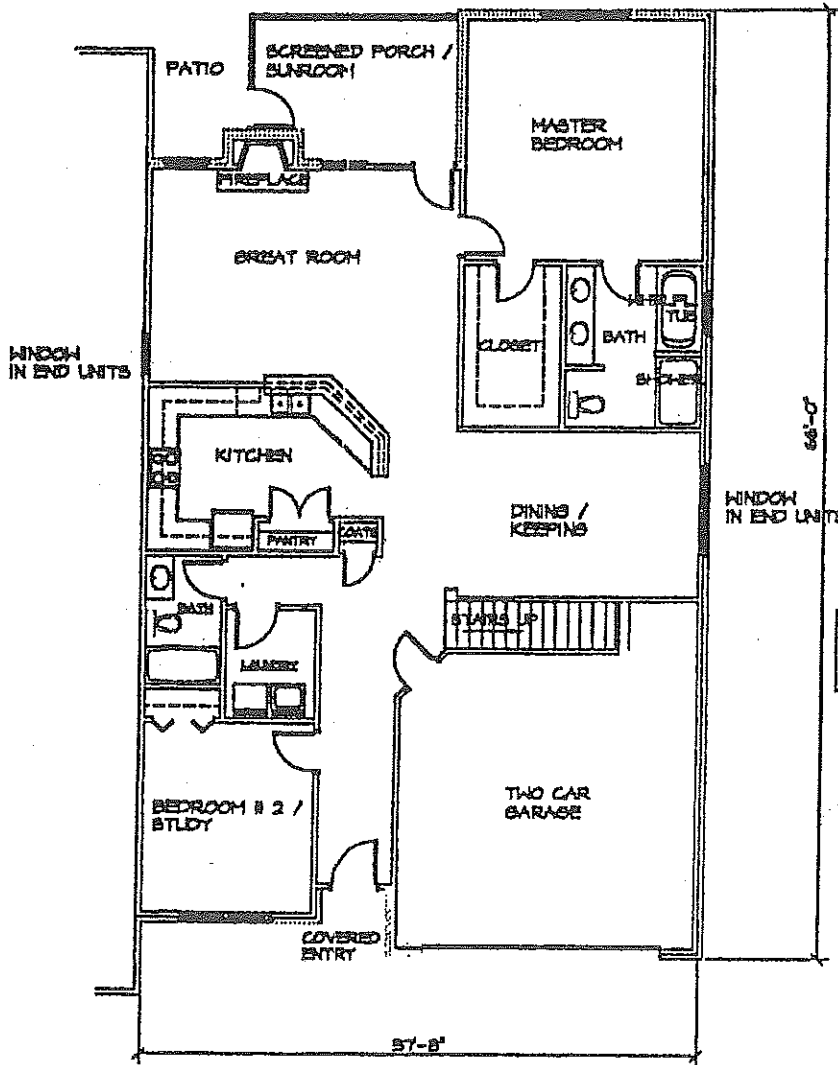 SCREENED PORCH /
SUNROOM
PATIO
MASTER
BEDROOM
FIREPLACE
GREAT ROOM
WHIRLPL
TUB
BATH
CLOSET
SHOWER
WINDOW
IN END UNITS
KITCHEN
66'-0"
DINING /
KEEPING
WINDOW
IN END UNITS
PANTRY
COATS
BATH
STAIRS UP
LAUNDRY
TWO CAR
GARAGE
BEDROOM # 2 /
STUDY
COVERED
ENTRY
37'-8"